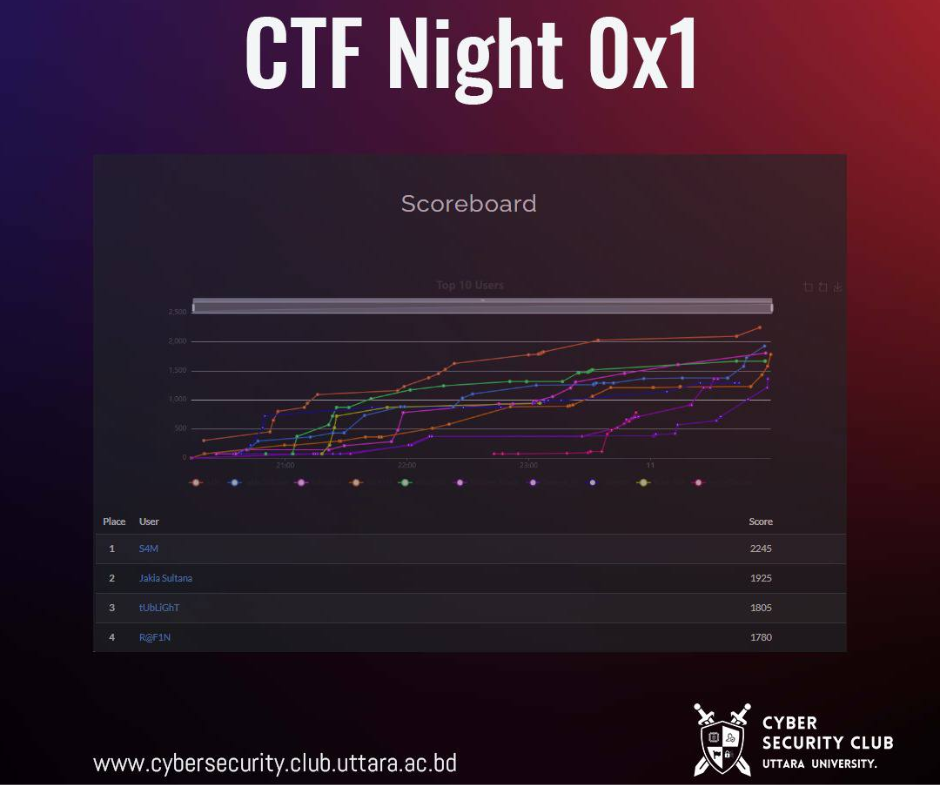 CTF Night 0x1
Scoreboard
Top 10 Users
2,500
2,000
1,500
1,000
500
0
21:00 22:00 23:00 11
Place User Score
1 S4M 2245
2 Jakia Sultana 1925
3 tUbLiGhT 1805
4 R@F1N 1780
www.cybersecurity.club.uttara.ac.bd
CYBER
SECURITY CLUB
UTTARA UNIVERSITY.